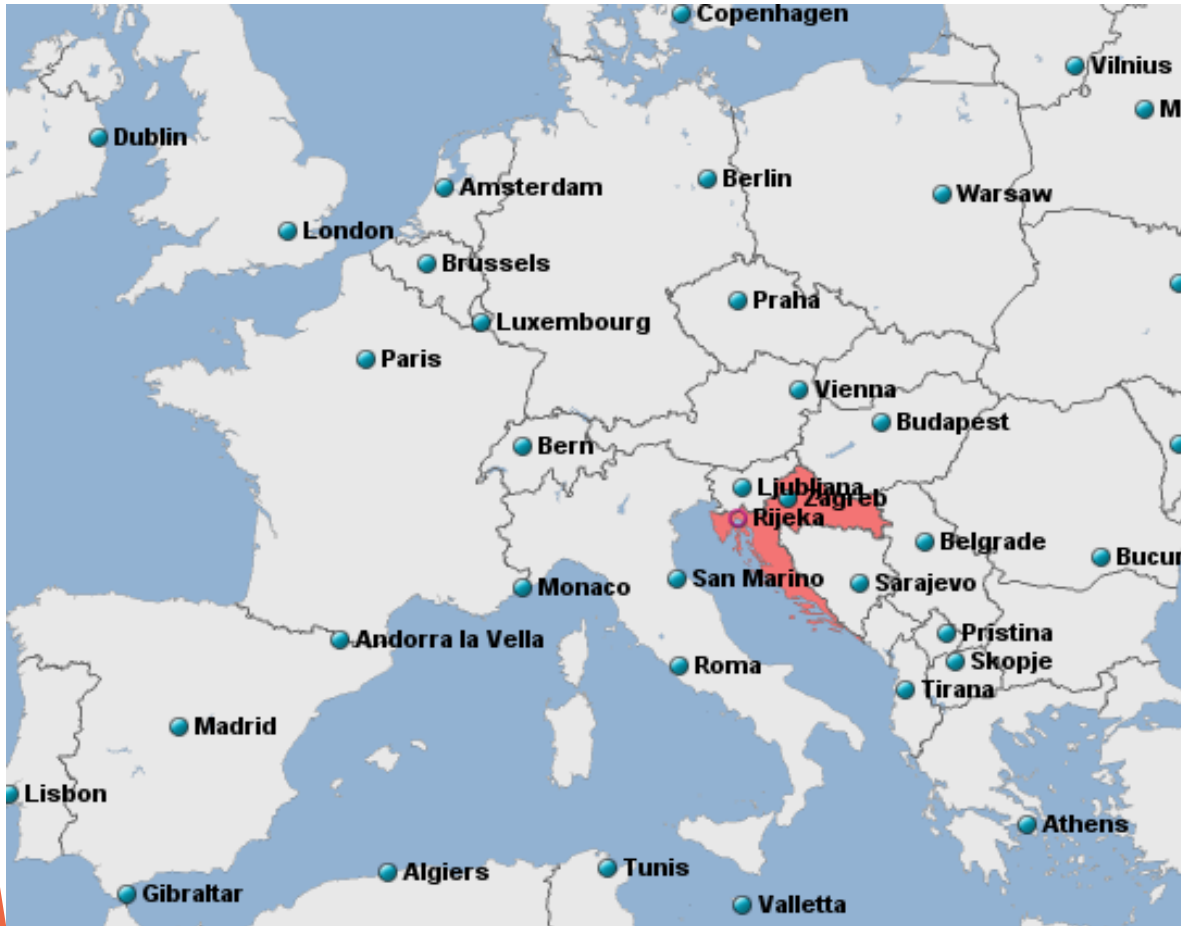 Copenhagen
Vilnius
M
Dublin
Amsterdam
Berlin
Warsaw
London
Brussels
Praha
Luxembourg
Paris
Vienna
Budapest
Bern
Ljubljana
Zagreb
Rijeka
Belgrade
Bucur
San Marino
Sarajevo
Monaco
Pristina
Andorra la Vella
Skopje
Roma
Tirana
Madrid
Lisbon
Athens
Tunis
Algiers
Gibraltar
Valletta